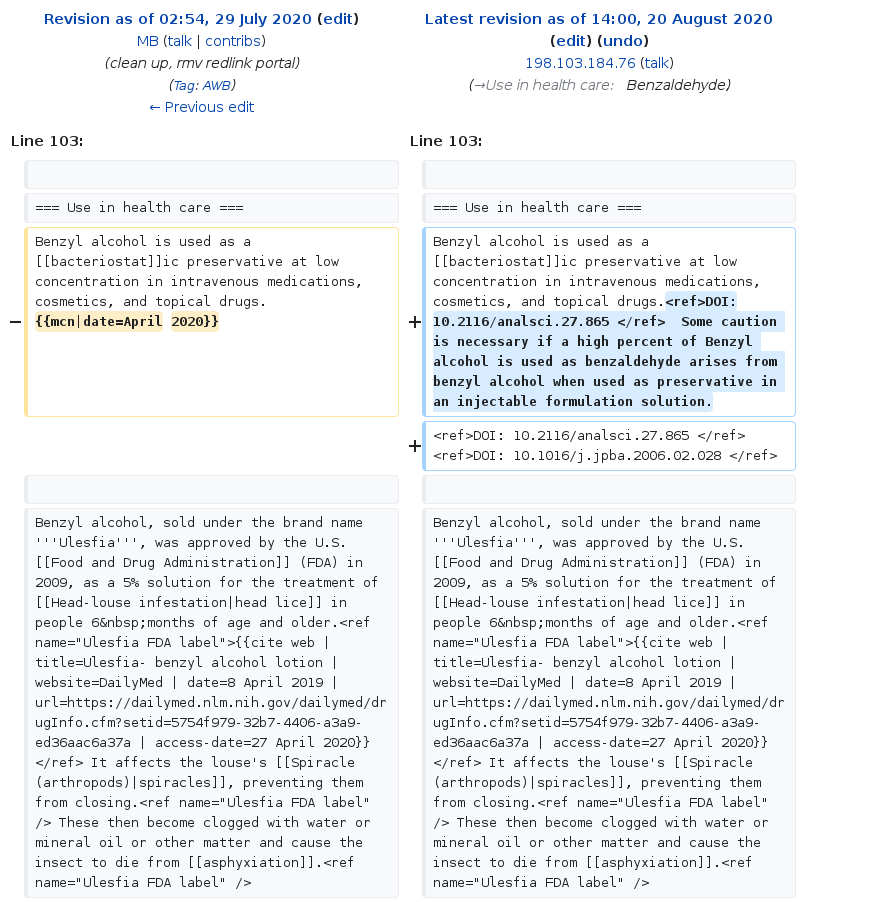 Revision as of 02:54, 29 July 2020 (edit)
MB (talk | contribs)
(clean up, rmv redlink portal)
(Tag: AWB)
← Previous edit
Latest revision as of 14:00, 20 August 2020
(edit) (undo)
198.103.184.76 (talk)
(→Use in health care: Benzaldehyde)
Line 103:
Line 103:
=== Use in health care ===
=== Use in health care ===
−
Benzyl alcohol is used as a
[[bacteriostat]]ic preservative at low
concentration in intravenous medications,
cosmetics, and topical drugs.
{{mcn|date=April 2020}}
+
Benzyl alcohol is used as a
[[bacteriostat]]ic preservative at low
concentration in intravenous medications,
cosmetics, and topical drugs.<ref>DOI:
10.2116/analsci.27.865 </ref>  Some caution
is necessary if a high percent of Benzyl
alcohol is used as benzaldehyde arises from
benzyl alcohol when used as preservative in
an injectable formulation solution.
+
<ref>DOI: 10.2116/analsci.27.865 </ref>
<ref>DOI: 10.1016/j.jpba.2006.02.028 </ref>
Benzyl alcohol, sold under the brand name
'''Ulesfia''', was approved by the U.S.
[[Food and Drug Administration]] (FDA) in
2009, as a 5% solution for the treatment of
[[Head-louse infestation|head lice]] in
people 6&nbsp;months of age and older.<ref
name="Ulesfia FDA label">{{cite web |
title=Ulesfia- benzyl alcohol lotion |
website=DailyMed | date=8 April 2019 |
url=https://dailymed.nlm.nih.gov/dailymed/dr
ugInfo.cfm?setid=5754f979-32b7-4406-a3a9-
ed36aac6a37a | access-date=27 April 2020}}
</ref> It affects the louse's [[Spiracle
(arthropods)|spiracles]], preventing them
from closing.<ref name="Ulesfia FDA label"
/> These then become clogged with water or
mineral oil or other matter and cause the
insect to die from [[asphyxiation]].<ref
name="Ulesfia FDA label" />
Benzyl alcohol, sold under the brand name
'''Ulesfia''', was approved by the U.S.
[[Food and Drug Administration]] (FDA) in
2009, as a 5% solution for the treatment of
[[Head-louse infestation|head lice]] in
people 6&nbsp;months of age and older.<ref
name="Ulesfia FDA label">{{cite web |
title=Ulesfia- benzyl alcohol lotion |
website=DailyMed | date=8 April 2019 |
url=https://dailymed.nlm.nih.gov/dailymed/dr
ugInfo.cfm?setid=5754f979-32b7-4406-a3a9-
ed36aac6a37a | access-date=27 April 2020}}
</ref> It affects the louse's [[Spiracle
(arthropods)|spiracles]], preventing them
from closing.<ref name="Ulesfia FDA label"
/> These then become clogged with water or
mineral oil or other matter and cause the
insect to die from [[asphyxiation]].<ref
name="Ulesfia FDA label" />